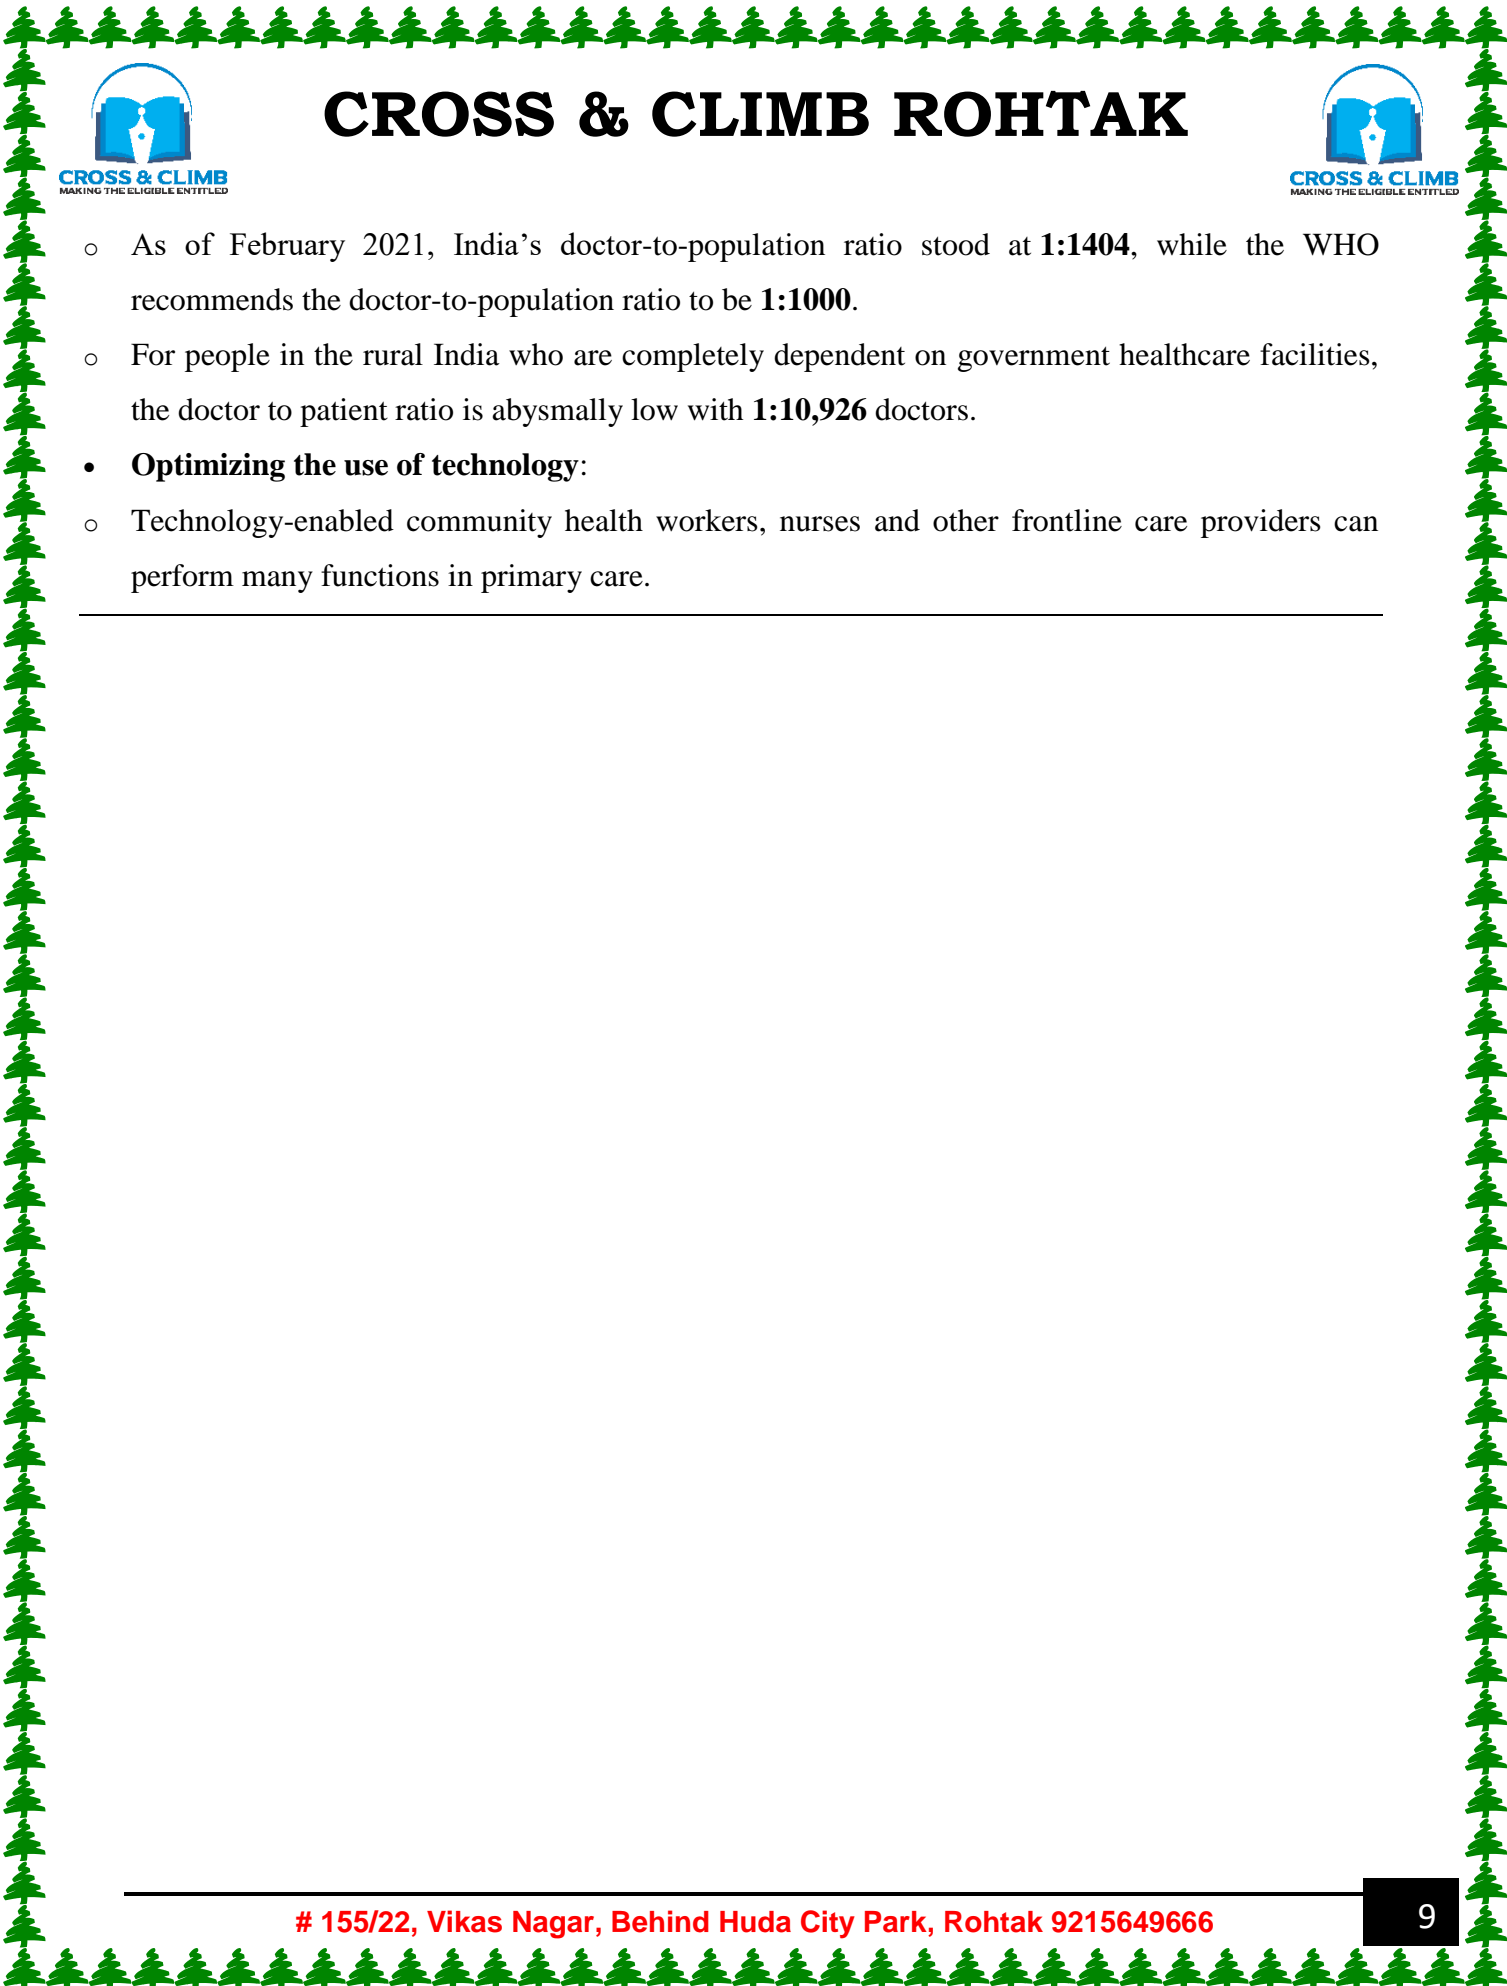 CROSS & CLIMB ROHTAK
CROSS & CLIMB
MAKING THE ELIGIBLE ENTITLED
CROSS & CLIMB
MAKING THE ELIGIBLE ENTITLED
o As of February 2021, India’s doctor-to-population ratio stood at 1:1404, while the WHO
recommends the doctor-to-population ratio to be 1:1000.
o For people in the rural India who are completely dependent on government healthcare facilities,
the doctor to patient ratio is abysmally low with 1:10,926 doctors.
• Optimizing the use of technology:
o Technology-enabled community health workers, nurses and other frontline care providers can
perform many functions in primary care.
# 155/22, Vikas Nagar, Behind Huda City Park, Rohtak 9215649666
9